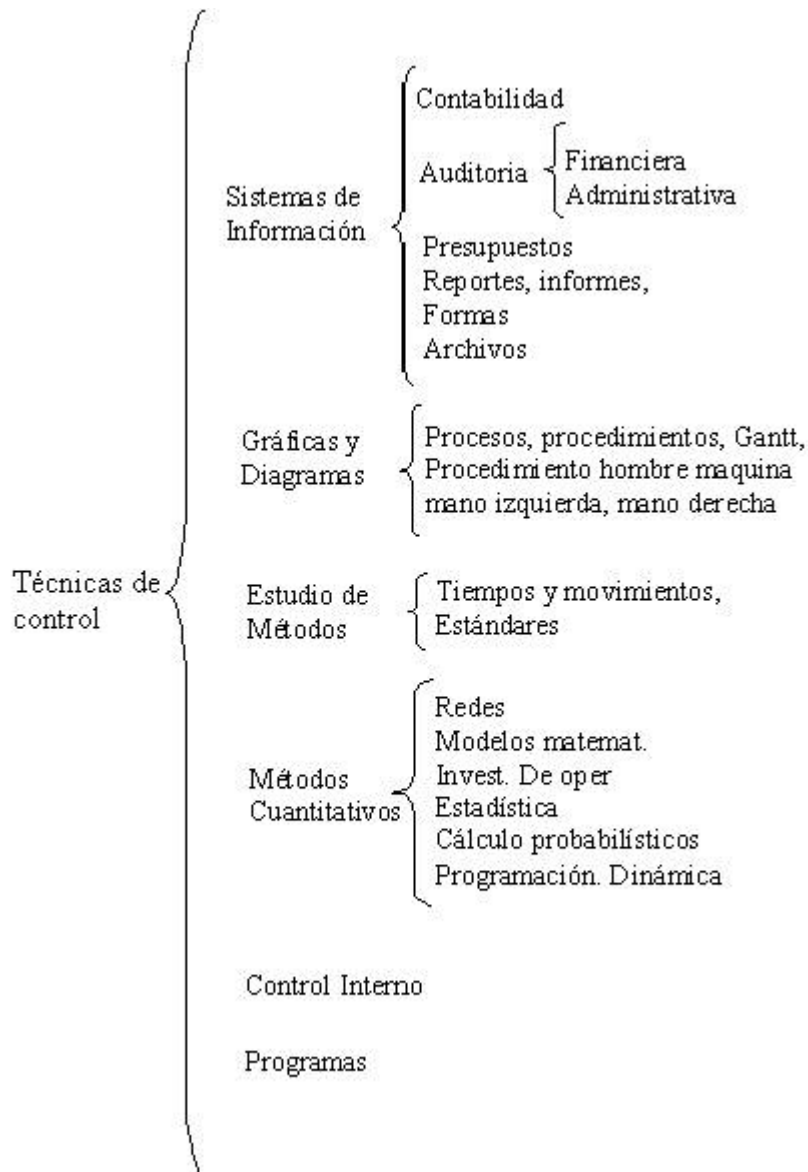 Técnicas de
control
Sistemas de
Información
Contabilidad
Auditoria
Financiera
Administrativa
Presupuestos
Reportes, informes,
Formas
Archivos
Gráficas y
Diagramas
Procesos, procedimientos, Gantt,
Procedimiento hombre maquina
mano izquierda, mano derecha
Estudio de
Métodos
Tiempos y movimientos,
Estándares
Métodos
Cuantitativos
Redes
Modelos matemat.
Invest. De oper
Estadística
Cálculo probabilísticos
Programación. Dinámica
Control Interno
Programas